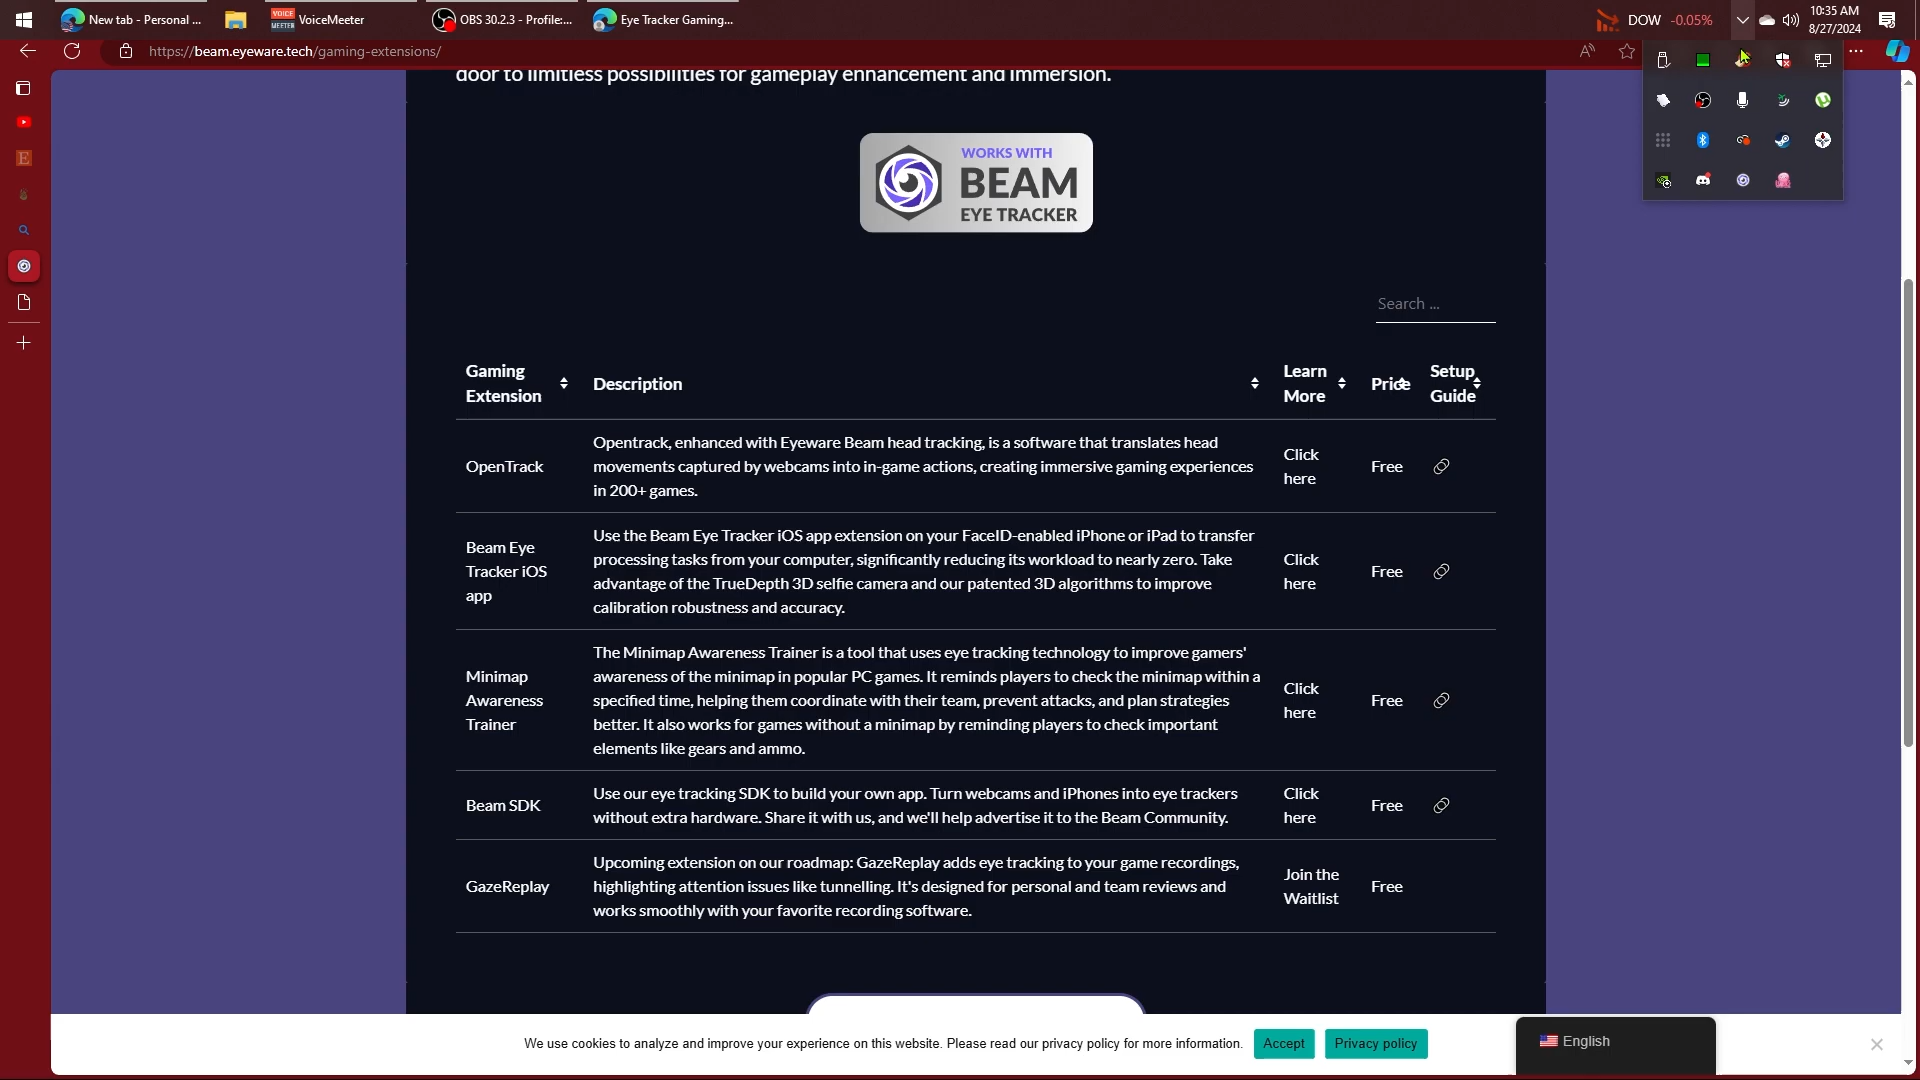 New tab - Personal ...
VOICE
MEETER
VoiceMeeter
OBS 30.2.3 - Profile:...
Eye Tracker Gaming...
DOW -0.05%
10:35 AM
8/27/2024
https://beam.eyeware.tech/gaming-extensions/
door to limitless possibilities for gameplay enhancement and immersion.
WORKS WITH
BEAM
EYE TRACKER
Search ...
Gaming
Extension
Description
Learn
More
Price
Setup
Guide
OpenTrack
Opentrack, enhanced with Eyeware Beam head tracking, is a software that translates head
movements captured by webcams into in-game actions, creating immersive gaming experiences
in 200+ games.
Click
here
Free
Beam Eye
Tracker iOS
app
Use the Beam Eye Tracker iOS app extension on your FaceID-enabled iPhone or iPad to transfer
processing tasks from your computer, significantly reducing its workload to nearly zero. Take
advantage of the TrueDepth 3D selfie camera and our patented 3D algorithms to improve
calibration robustness and accuracy.
Click
here
Free
Minimap
Awareness
Trainer
The Minimap Awareness Trainer is a tool that uses eye tracking technology to improve gamers'
awareness of the minimap in popular PC games. It reminds players to check the minimap within a
specified time, helping them coordinate with their team, prevent attacks, and plan strategies
better. It also works for games without a minimap by reminding players to check important
elements like gears and ammo.
Click
here
Free
Beam SDK
Use our eye tracking SDK to build your own app. Turn webcams and iPhones into eye trackers
without extra hardware. Share it with us, and we'll help advertise it to the Beam Community.
Click
here
Free
GazeReplay
Upcoming extension on our roadmap: GazeReplay adds eye tracking to your game recordings,
highlighting attention issues like tunnelling. It's designed for personal and team reviews and
works smoothly with your favorite recording software.
Join the
Waitlist
Free
We use cookies to analyze and improve your experience on this website. Please read our privacy policy for more information.
Accept
Privacy policy
English